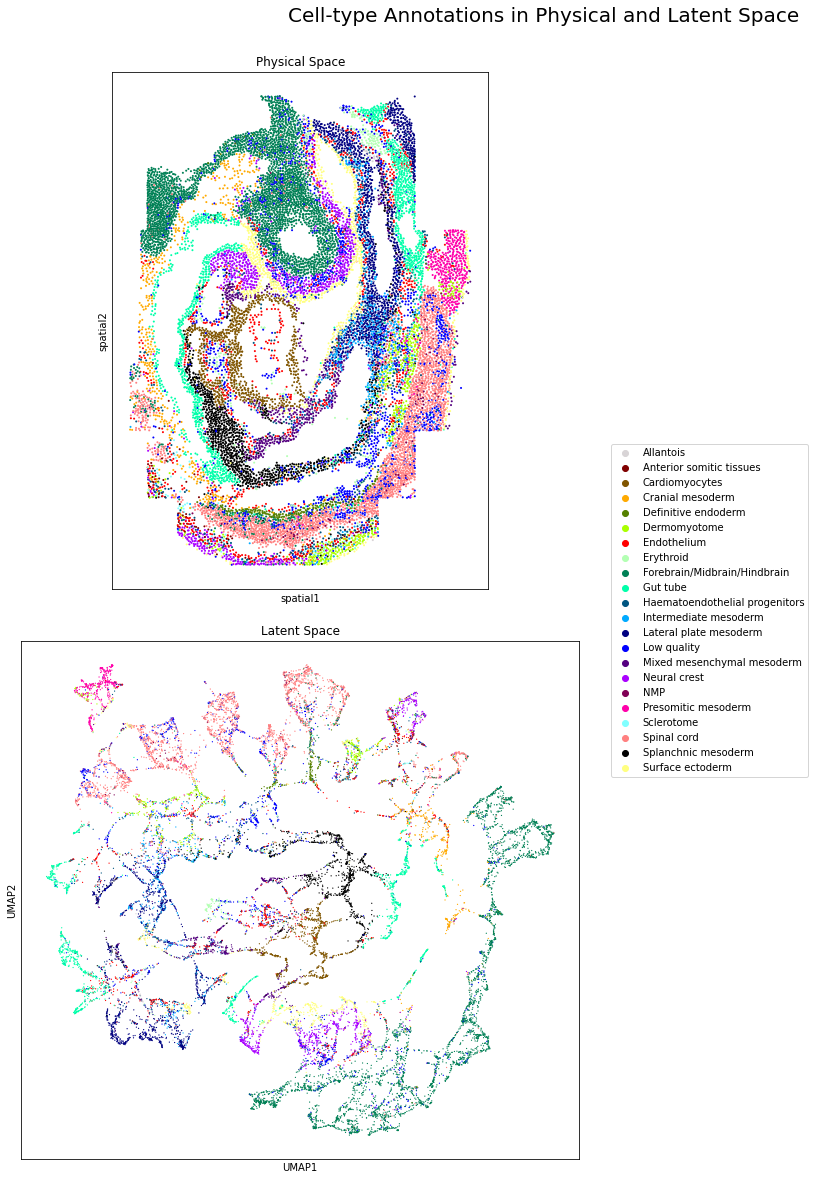 Cell-type Annotations in Physical and Latent Space
Physical Space
spatial2
spatial1
Allantois
Anterior somitic tissues
Cardiomyocytes
Cranial mesoderm
Definitive endoderm
Dermomyotome
Endothelium
Erythroid
Forebrain/Midbrain/Hindbrain
Gut tube
Haematoendothelial progenitors
Intermediate mesoderm
Lateral plate mesoderm
Low quality
Mixed mesenchymal mesoderm
Neural crest
NMP
Presomitic mesoderm
Sclerotome
Spinal cord
Splanchnic mesoderm
Surface ectoderm
Latent Space
UMAP2
UMAP1